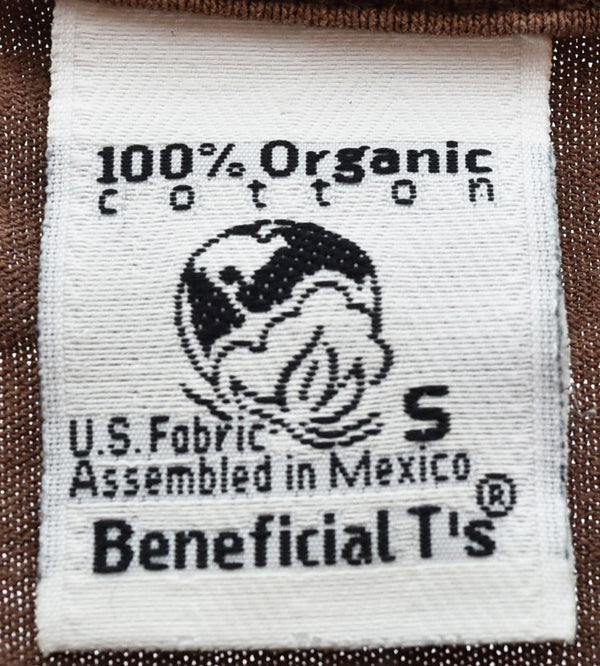 100% Organic
cotton
S
U.S. Fabric
Assembled in Mexico
Beneficial T's®